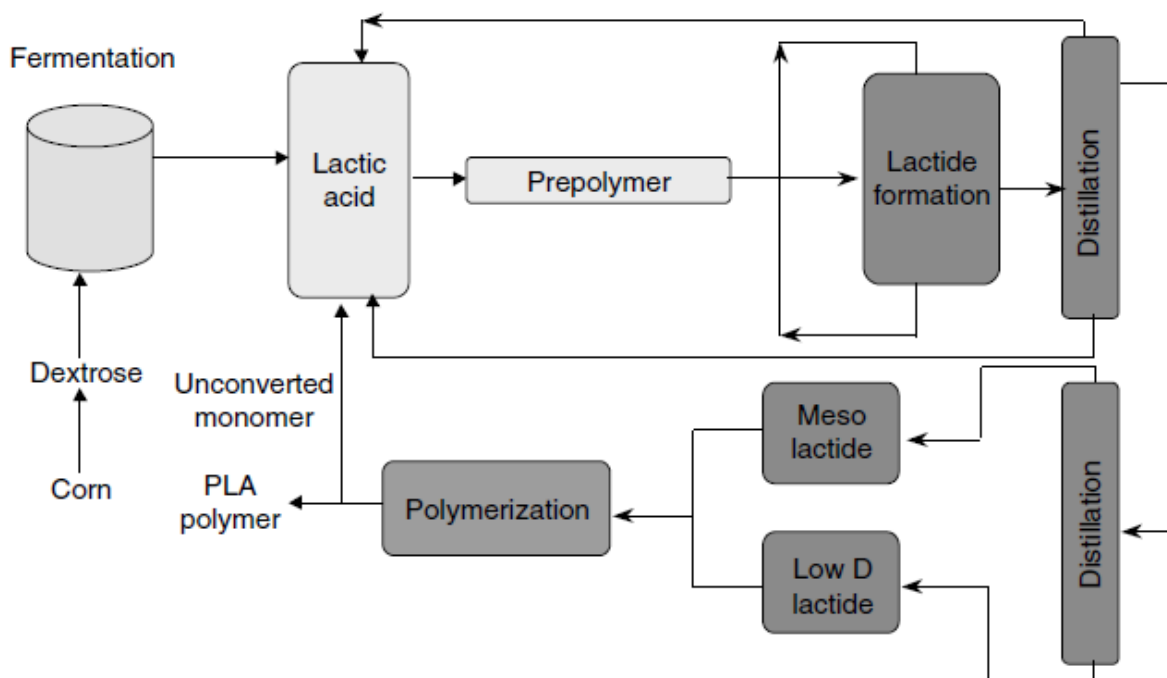 Fermentation
Lactic
acid
Prepolymer
Lactide
formation
Distillation
Dextrose
Unconverted
monomer
Meso
lactide
Corn
PLA
polymer
Polymerization
Low D
lactide
Distillation